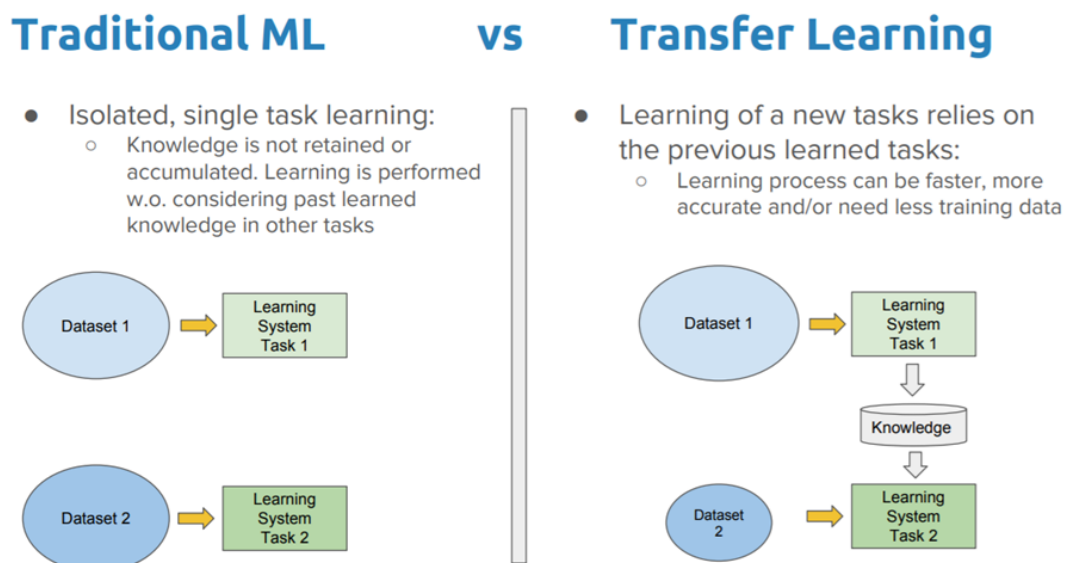 Traditional ML vs Transfer Learning
● Isolated, single task learning:
○ Knowledge is not retained or
accumulated. Learning is performed
w.o. considering past learned
knowledge in other tasks
Dataset 1
Learning
System
Task 1
Dataset 2
Learning
System
Task 2
● Learning of a new tasks relies on
the previous learned tasks:
○ Learning process can be faster, more
accurate and/or need less training data
Dataset 1
Learning
System
Task 1
Knowledge
Dataset
2
Learning
System
Task 2